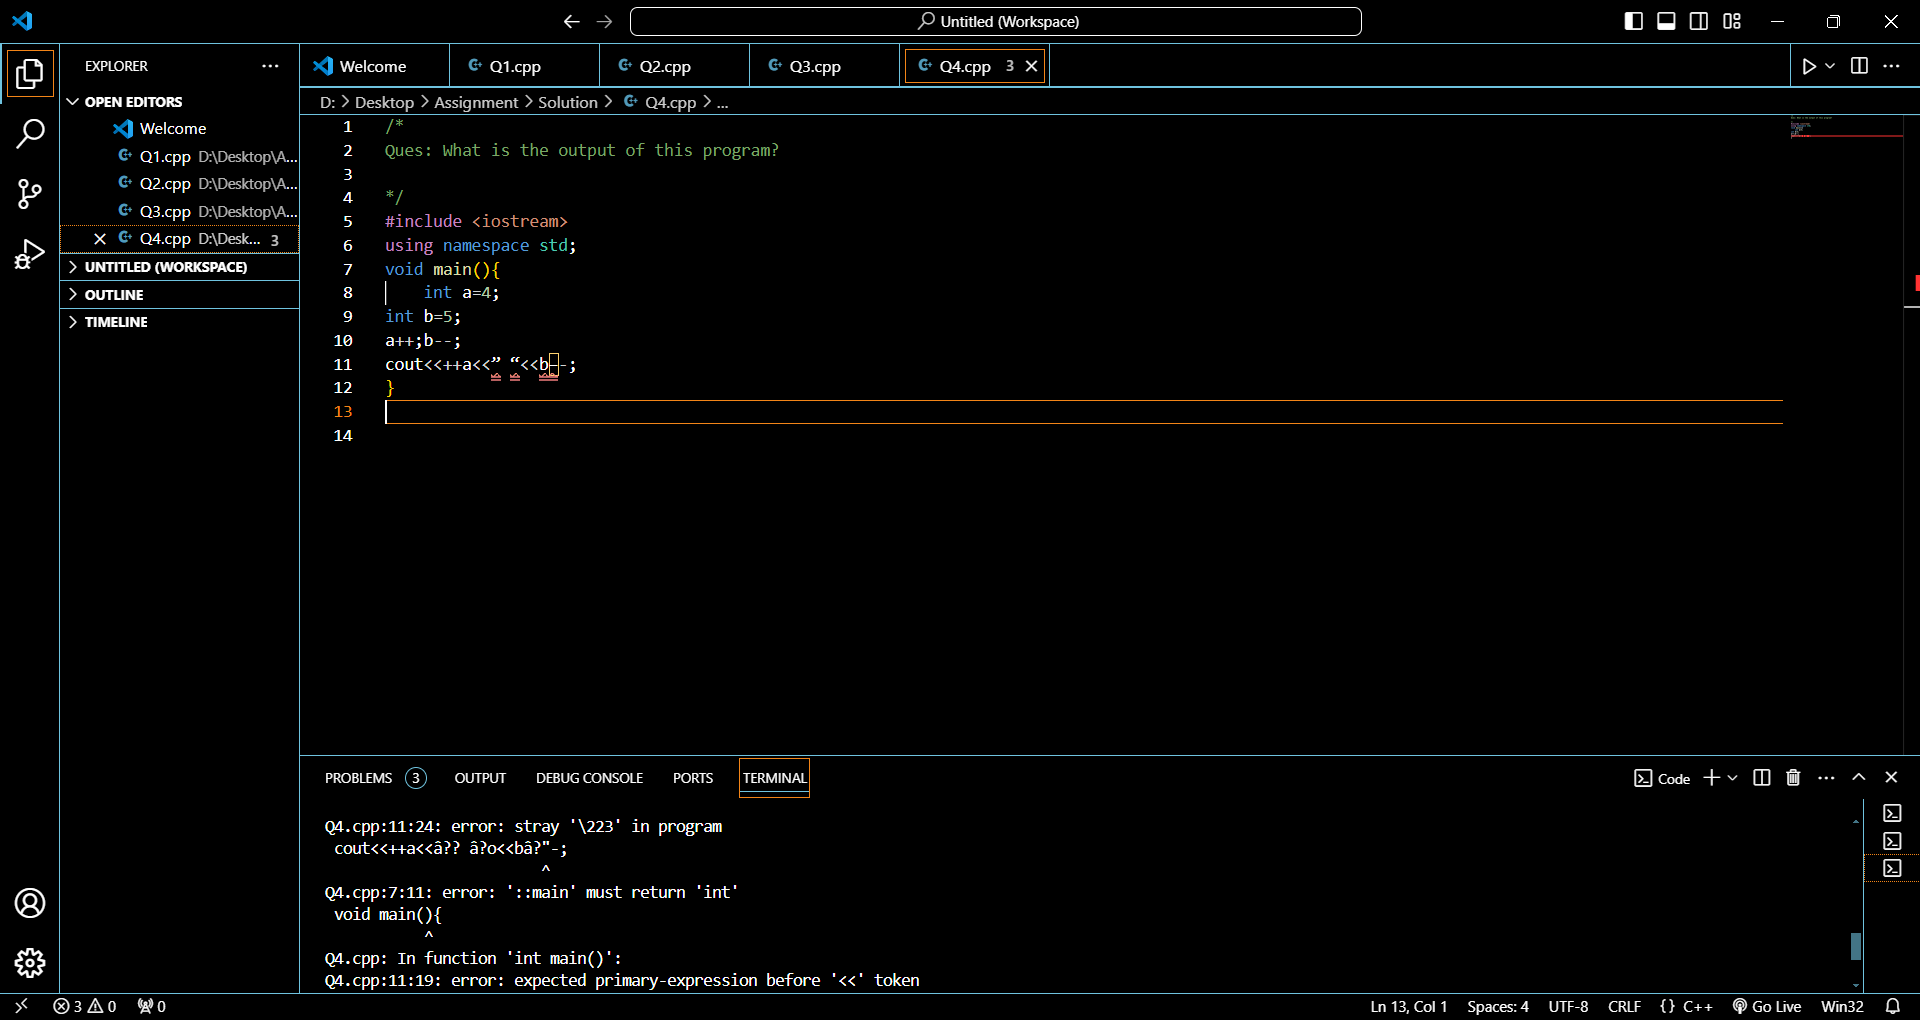 Untitled (Workspace)
EXPLORER
OPEN EDITORS
Welcome
Q1.cpp D:\Desktop\A...
Q2.cpp D:\Desktop\A...
Q3.cpp D:\Desktop\A...
Q4.cpp D:\Desk... 3
UNTITLED (WORKSPACE)
OUTLINE
TIMELINE
Welcome Q1.cpp Q2.cpp Q3.cpp Q4.cpp 3
D: > Desktop > Assignment > Solution > Q4.cpp > ...
1 /*
2 Ques: What is the output of this program?
3
4 */
5 #include <iostream>
6 using namespace std;
7 void main(){
8 int a=4;
9 int b=5;
10 a++;b--;
11 cout<<++a<<” “<<b–-;
12 }
13
14
PROBLEMS 3 OUTPUT DEBUG CONSOLE PORTS TERMINAL
Code
Q4.cpp:11:24: error: stray '\223' in program
cout<<++a<<â?? â?o<<bâ?"-;
^
Q4.cpp:7:11: error: '::main' must return 'int'
void main(){
^
Q4.cpp: In function 'int main()':
Q4.cpp:11:19: error: expected primary-expression before '<<' token
3 0 0
Ln 13, Col 1 Spaces: 4 UTF-8 CRLF {} C++ Go Live Win32